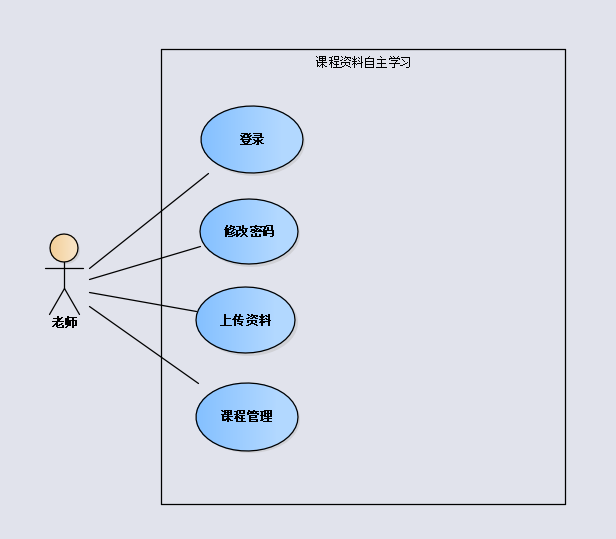 课程资料自主学习
登录
修改密码
老师
上传资料
课程管理